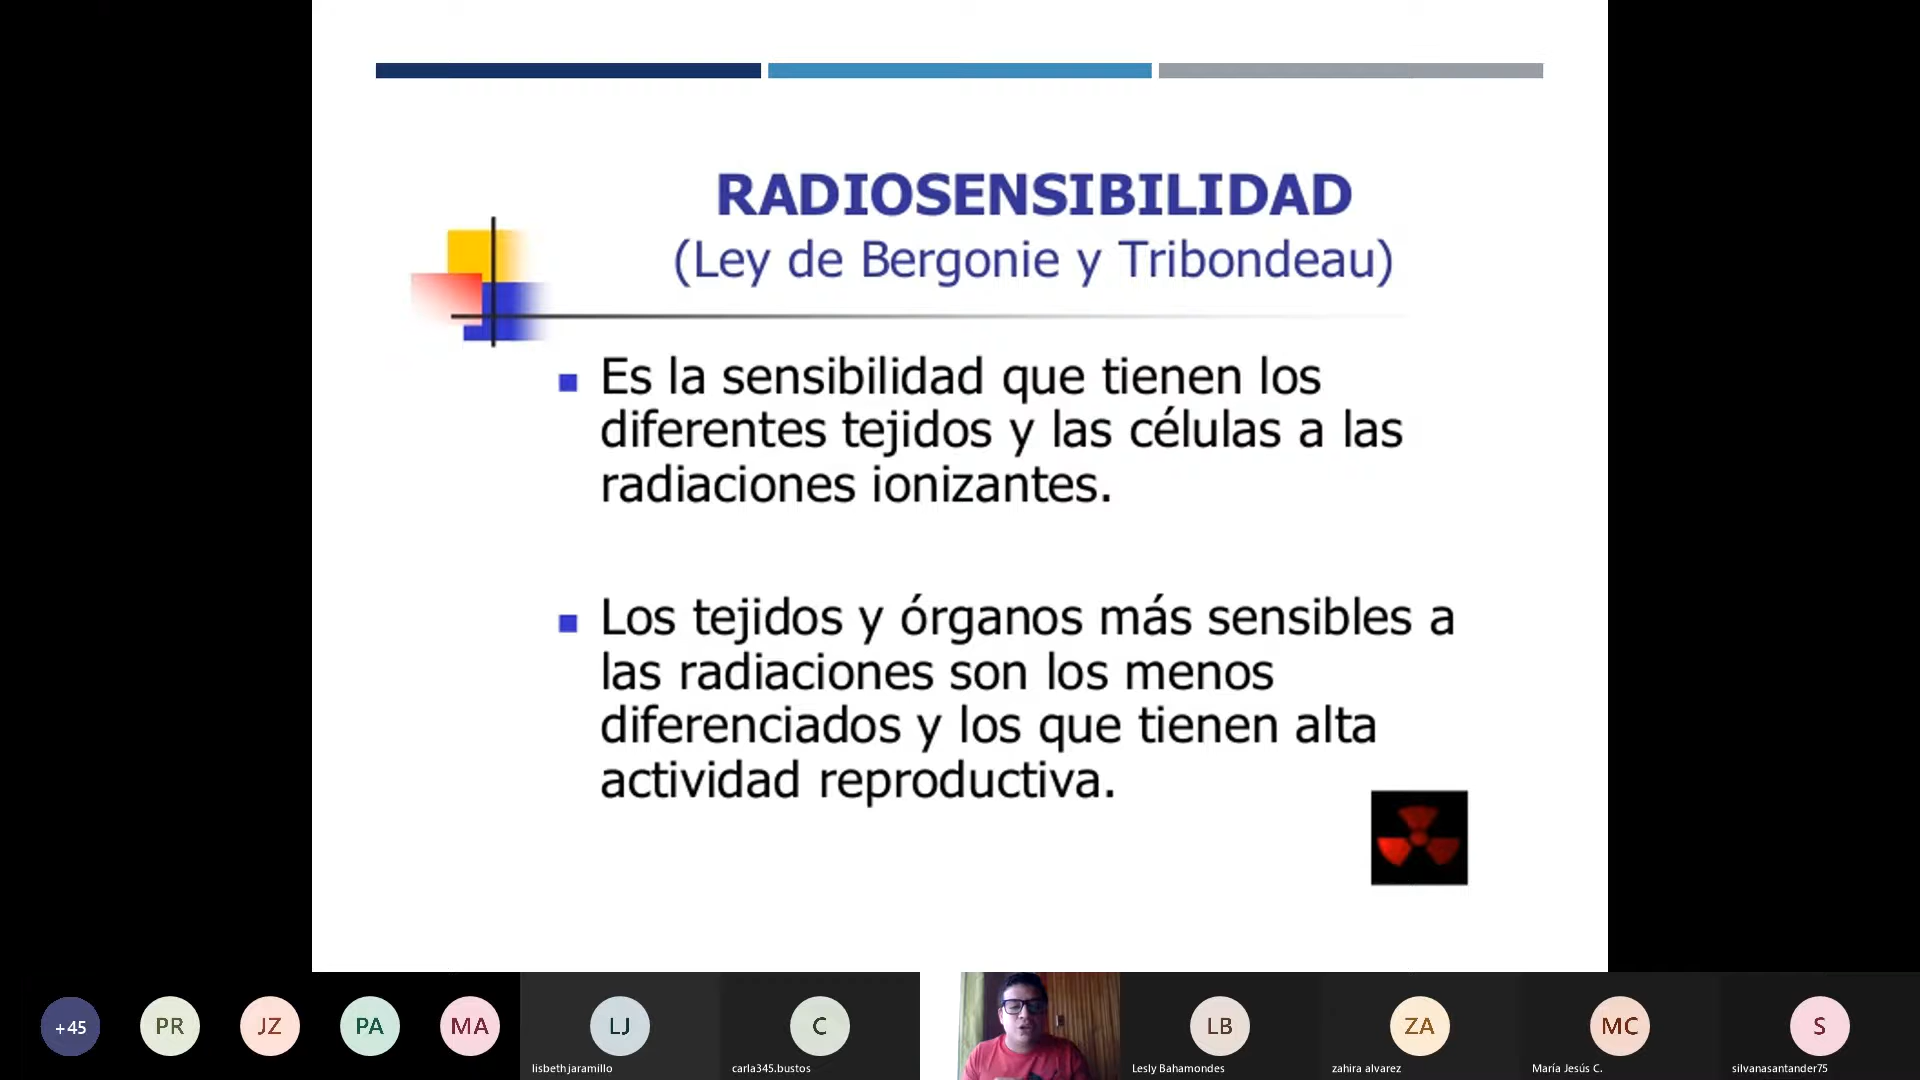 RADIOSENSIBILIDAD
(Ley de Bergonie y Tribondeau)
Es la sensibilidad que tienen los
diferentes tejidos y las células a las
radiaciones ionizantes.
Los tejidos y órganos más sensibles a
las radiaciones son los menos
diferenciados y los que tienen alta
actividad reproductiva.
+45
PR
JZ
PA
MA
LJ
lisbeth jaramillo
C
carla345.bustos
LB
Lesly Bahamondes
ZA
zahira alvarez
MC
María Jesús C.
S
silvanasantander75